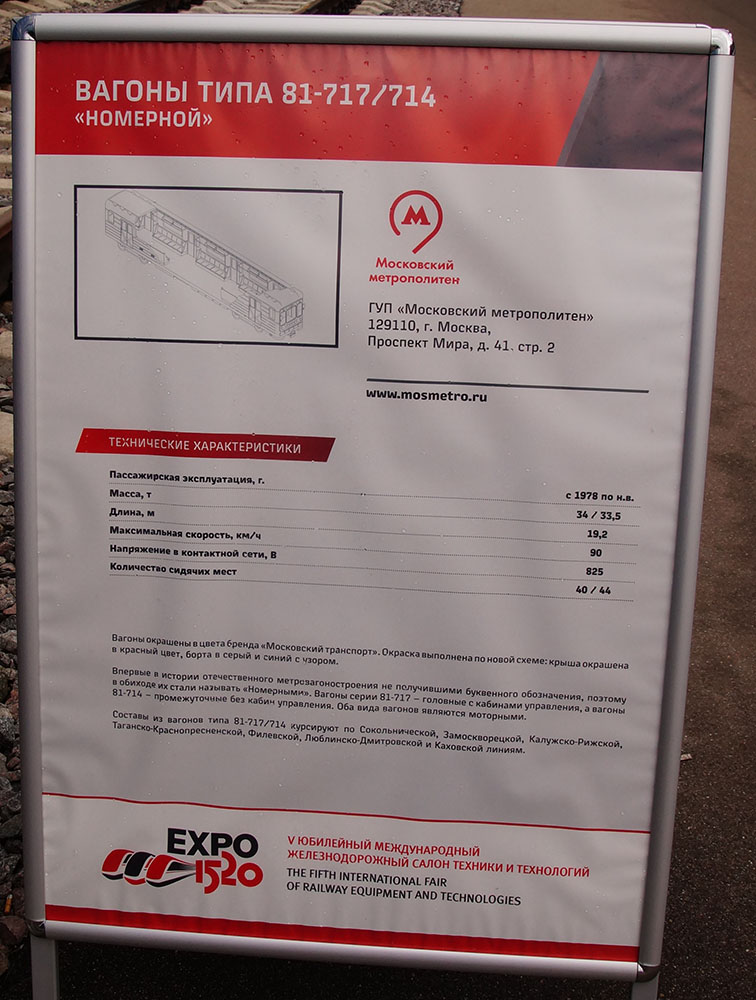 ВАГОНЫ ТИПА 81-717/714
«НОМЕРНОЙ»
М
Московский
метрополитен
ГУП «Московский метрополитен»
129110, г. Москва,
Проспект Мира, д. 41, стр. 2
www.mosmetro.ru
ТЕХНИЧЕСКИЕ ХАРАКТЕРИСТИКИ
Пассажирская эксплуатация, г. с 1978 по н.в.
Масса, т 34 / 33,5
Длина, м 19,2
Максимальная скорость, км/ч 90
Напряжение в контактной сети, В 825
Количество сидячих мест 40 / 44
Вагоны окрашены в цвета бренда «Московский транспорт». Окраска выполнена по новой схеме: крыша окрашена
в красный цвет, борта в серый и синий с узором.
Впервые в истории отечественного метровагоностроения не получившими буквенного обозначения, поэтому
в обиходе их стали называть «Номерными». Вагоны серии 81-717 – головные с кабинами управления, а вагоны
81-714 – промежуточные без кабин управления. Оба вида вагонов являются моторными.
Составы из вагонов типа 81-717/714 курсируют по Сокольнической, Замоскворецкой, Калужско-Рижской,
Таганско-Краснопресненской, Филевской, Люблинско-Дмитровской и Каховской линиям.
EXPO
1520
V ЮБИЛЕЙНЫЙ МЕЖДУНАРОДНЫЙ
ЖЕЛЕЗНОДОРОЖНЫЙ САЛОН ТЕХНИКИ И ТЕХНОЛОГИЙ
THE FIFTH INTERNATIONAL FAIR
OF RAILWAY EQUIPMENT AND TECHNOLOGIES